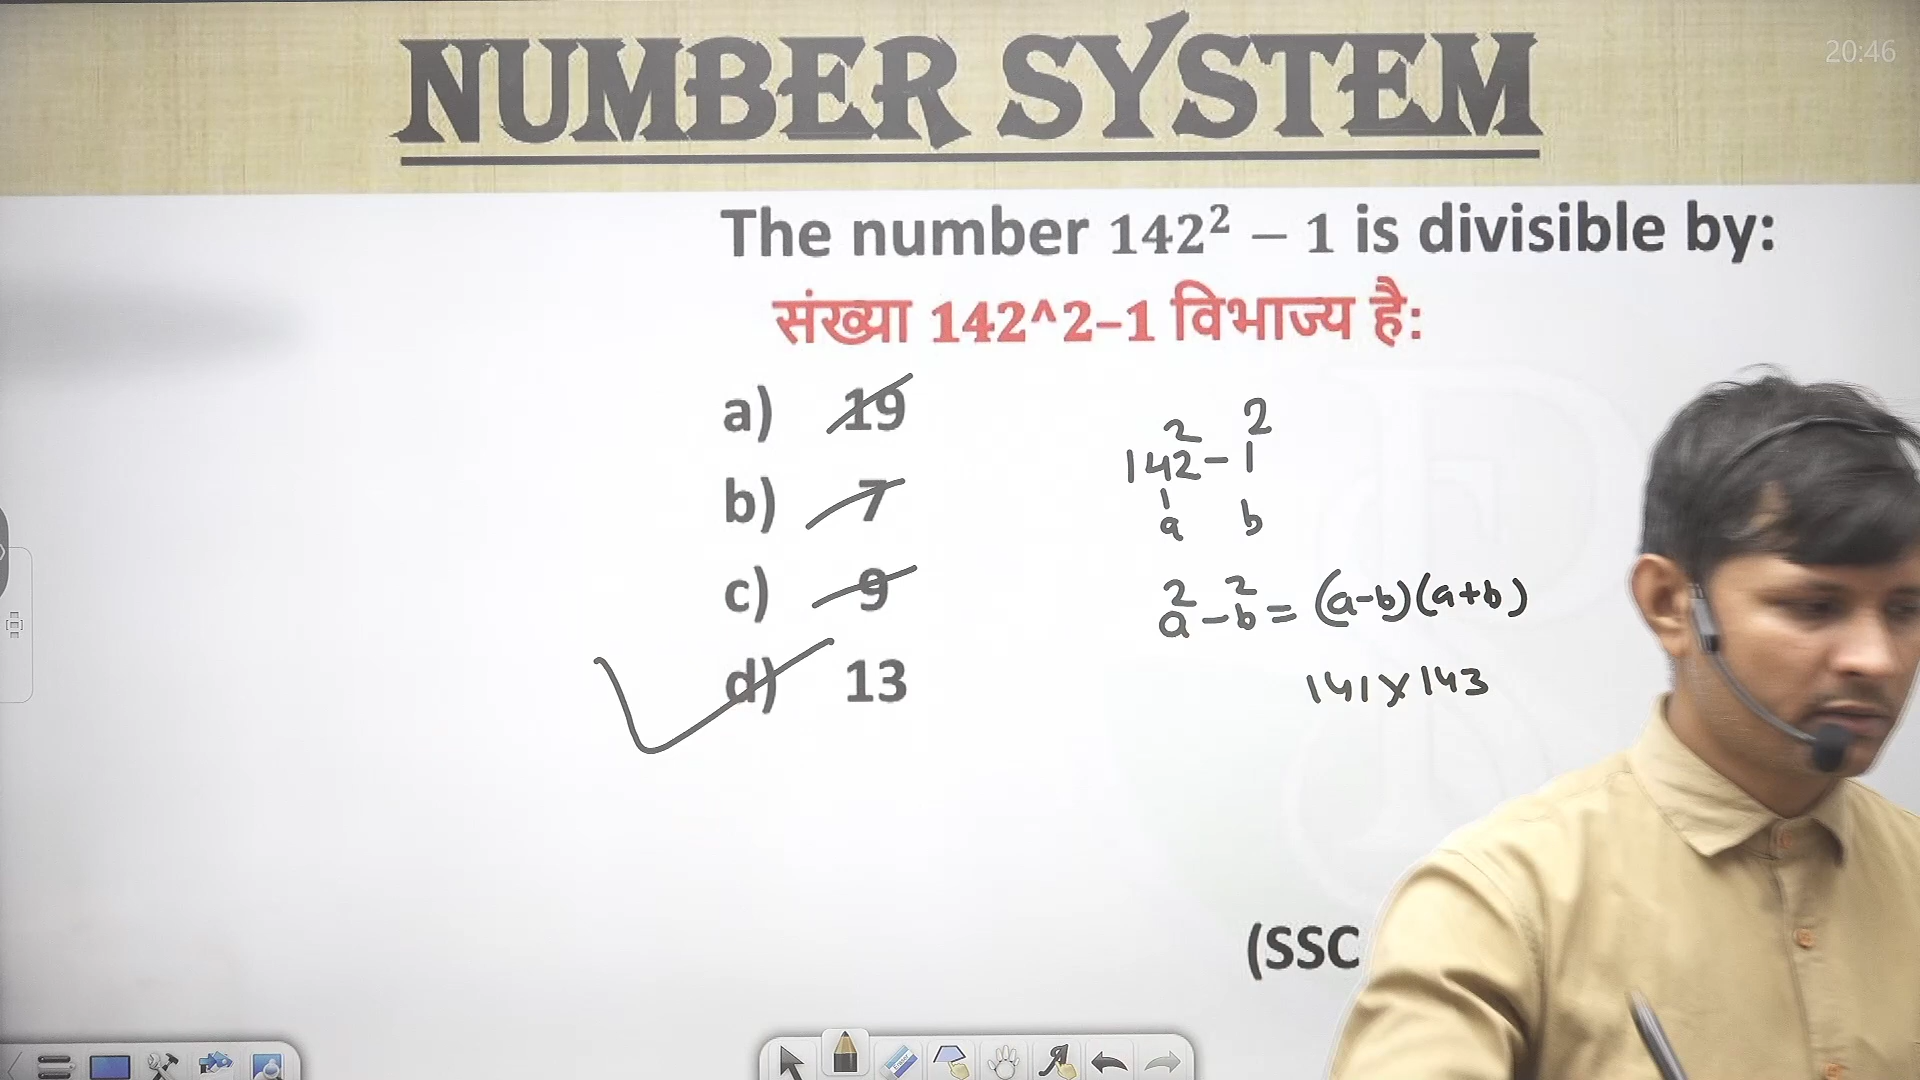 NUMBER SYSTEM
20:46
The number 142² – 1 is divisible by:
संख्या 142^2–1 विभाज्य है:
a) 19
b) 7
c) 9
d) 13
142² – 1²
a b
a² – b² = (a-b)(a+b)
141 x 143
(SSC